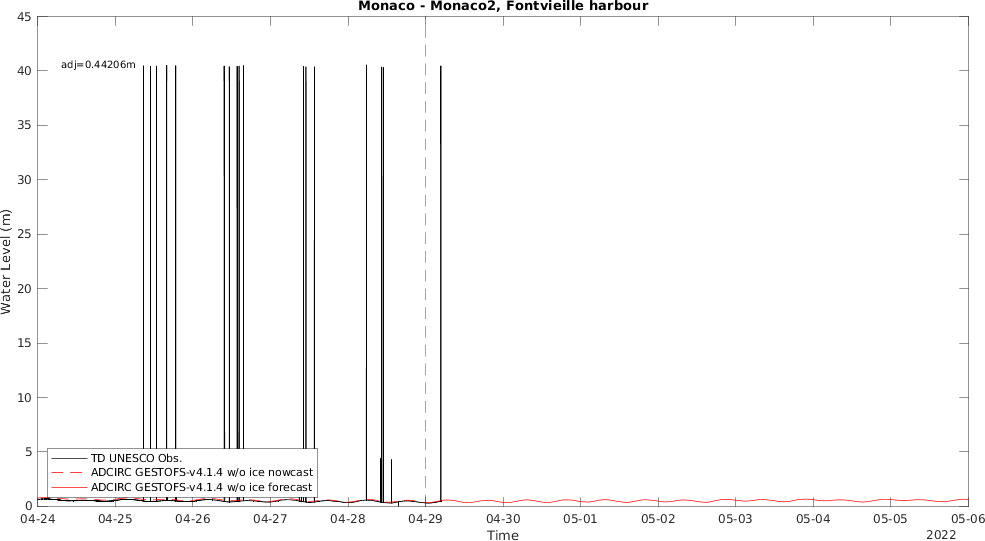 Monaco - Monaco2, Fontvieille harbour
45
40
35
30
25
20
15
10
5
0
Water Level (m)
adj=0.44206m
TD UNESCO Obs.
ADCIRC GESTOFS-v4.1.4 w/o ice nowcast
ADCIRC GESTOFS-v4.1.4 w/o ice forecast
04-24 04-25 04-26 04-27 04-28 04-29 04-30 05-01 05-02 05-03 05-04 05-05 05-06
Time
2022